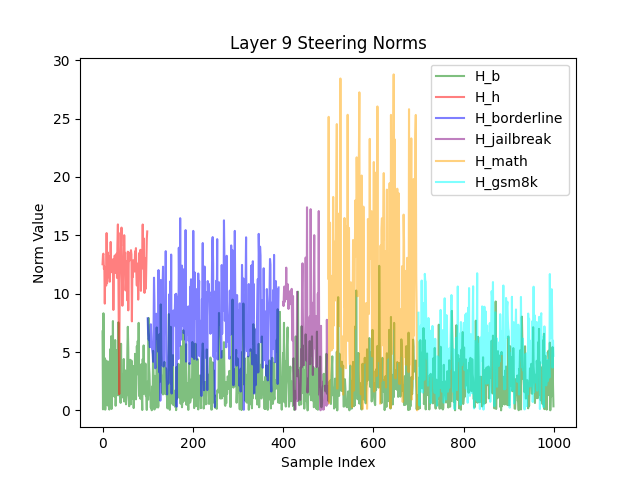 Layer 9 Steering Norms
30
25
20
15
10
5
0
Norm Value
H_b
H_h
H_borderline
H_jailbreak
H_math
H_gsm8k
0 200 400 600 800 1000
Sample Index